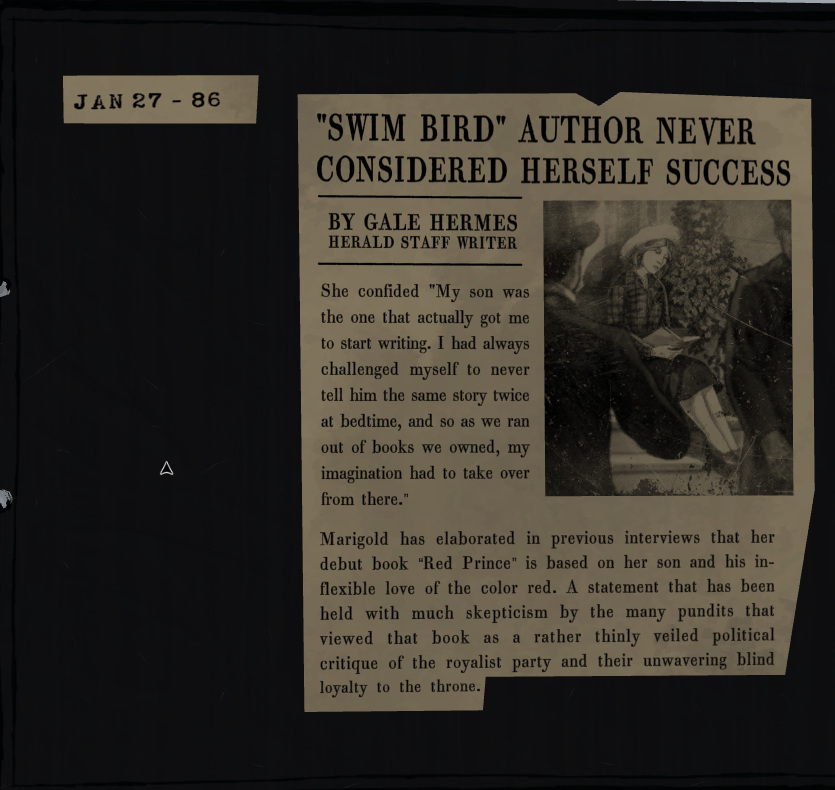 JAN 27 - 86
"SWIM BIRD" AUTHOR NEVER
CONSIDERED HERSELF SUCCESS
BY GALE HERMES
HERALD STAFF WRITER
She confided "My son was
the one that actually got me
to start writing. I had always
challenged myself to never
tell him the same story twice
at bedtime, and so as we ran
out of books we owned, my
imagination had to take over
from there."
Marigold has elaborated in previous interviews that her
debut book "Red Prince" is based on her son and his in-
flexible love of the color red. A statement that has been
held with much skepticism by the many pundits that
viewed that book as a rather thinly veiled political
critique of the royalist party and their unwavering blind
loyalty to the throne.